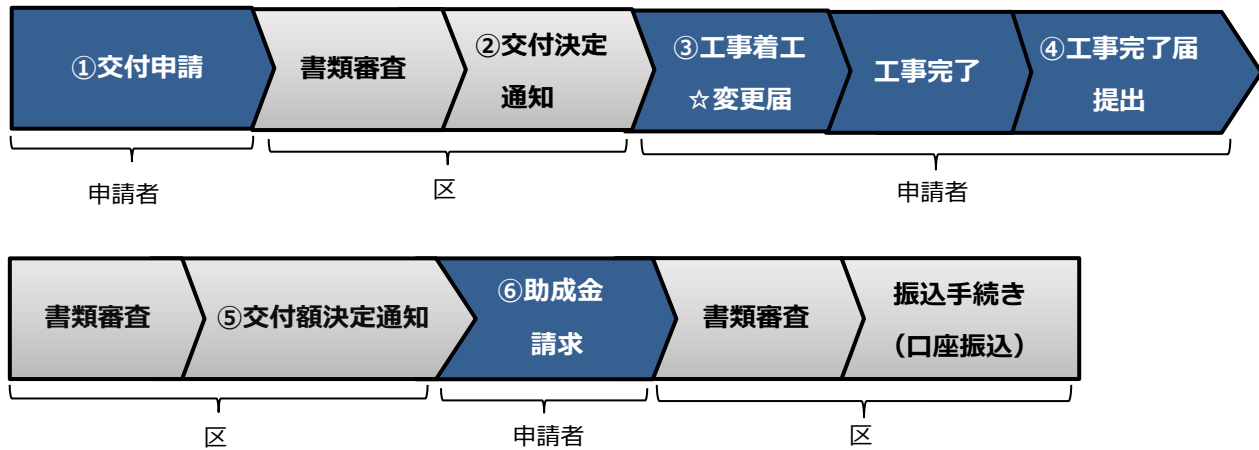 ①交付申請
書類審査
②交付決定
通知
③工事着工
☆変更届
工事完了
④工事完了届
提出
申請者
区
申請者
書類審査
⑤交付額決定通知
⑥助成金
請求
書類審査
振込手続き
（口座振込）
区
申請者
区